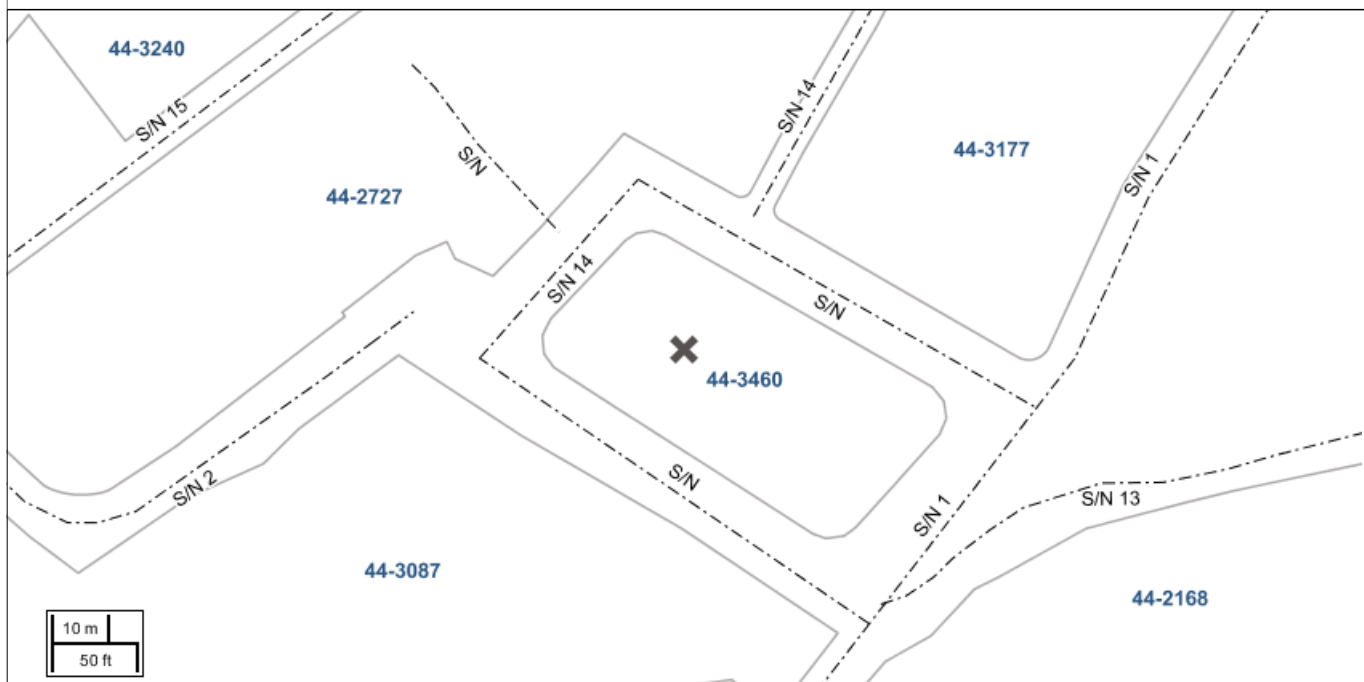 44-3240
S/N 15
S/N
S/N 14
44-3177
S/N 1
44-2727
S/N 14
S/N
44-3460
S/N
S/N 2
S/N 1
S/N 13
44-3087
44-2168
10 m
50 ft